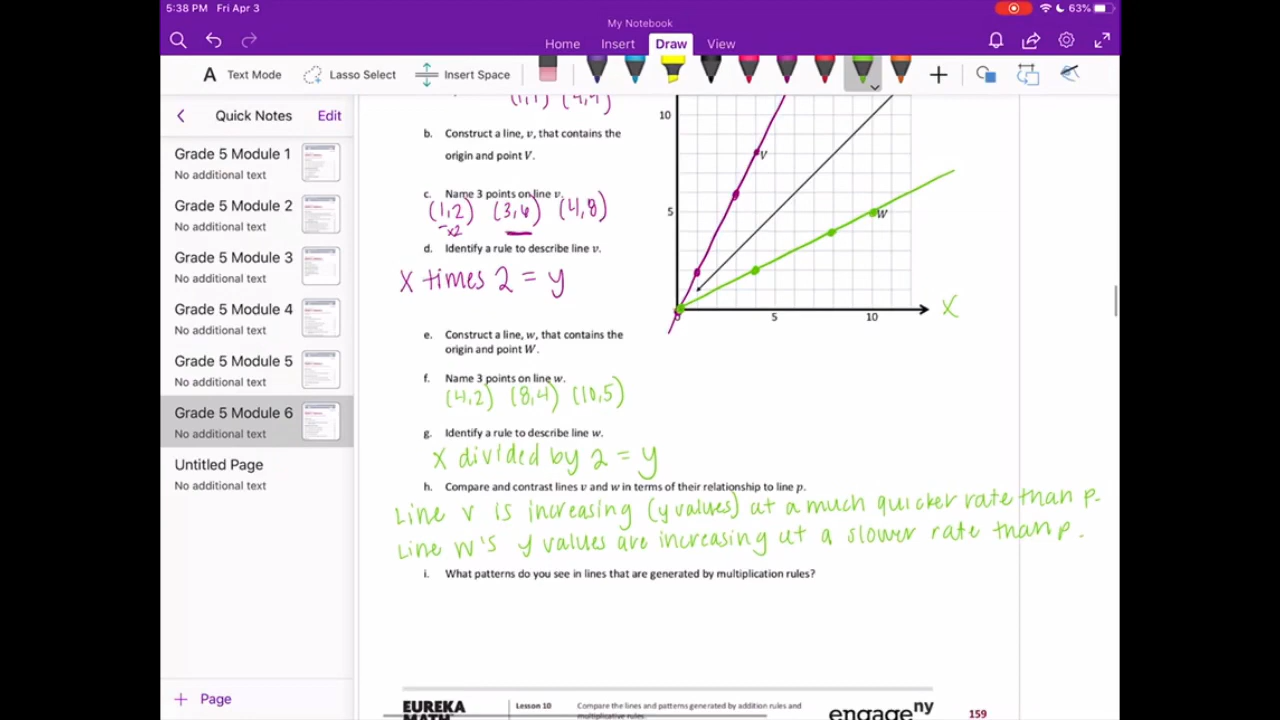 5:38 PM Fri Apr 3
63%
My Notebook
Home Insert Draw View
A Text Mode Lasso Select Insert Space
Quick Notes Edit
Grade 5 Module 1
No additional text
Grade 5 Module 2
No additional text
Grade 5 Module 3
No additional text
Grade 5 Module 4
No additional text
Grade 5 Module 5
No additional text
Grade 5 Module 6
No additional text
Untitled Page
No additional text
+ Page
(1,1) (4,4)
b. Construct a line, v, that contains the
origin and point V.
c. Name 3 points on line v.
(1,2) (3,6) (4,8)
x2
d. Identify a rule to describe line v.
X times 2 = y
e. Construct a line, w, that contains the
origin and point W.
f. Name 3 points on line w.
(4,2) (8,4) (10,5)
g. Identify a rule to describe line w.
X divided by 2 = y
h. Compare and contrast lines v and w in terms of their relationship to line p.
Line v is increasing (y values) at a much quicker rate than p.
Line W's y values are increasing at a slower rate than p.
i. What patterns do you see in lines that are generated by multiplication rules?
10
V
5
W
0 5 10
X
EUREKA
MATH
Lesson 10
Compare the lines and patterns generated by addition rules and
multiplicative rules.
engageny
159